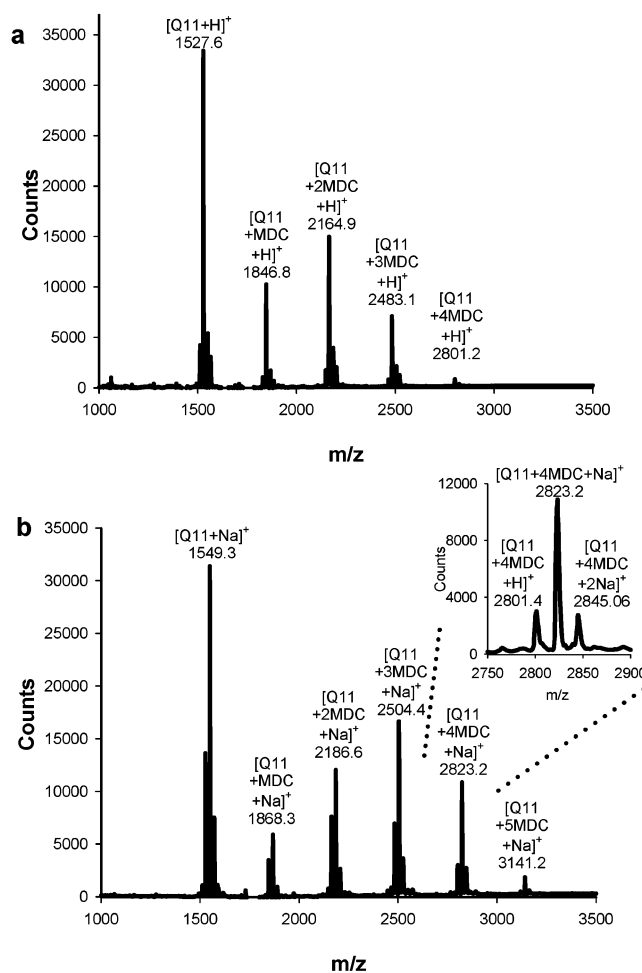 a
35000
30000
25000
20000
15000
10000
5000
0
Counts
[Q11+H]+
1527.6
[Q11
+MDC
+H]+
1846.8
[Q11
+2MDC
+H]+
2164.9
[Q11
+3MDC
+H]+
2483.1
[Q11
+4MDC
+H]+
2801.2
1000
1500
2000
2500
3000
3500
m/z
b
35000
30000
25000
20000
15000
10000
5000
0
Counts
[Q11+Na]+
1549.3
[Q11
+MDC
+Na]+
1868.3
[Q11
+2MDC
+Na]+
2186.6
[Q11
+3MDC
+Na]+
2504.4
[Q11
+4MDC
+Na]+
2823.2
[Q11
+5MDC
+Na]+
3141.2
1000
1500
2000
2500
3000
3500
m/z
12000
8000
4000
0
Counts
[Q11+4MDC+Na]+
2823.2
[Q11
+4MDC
+H]+
2801.4
[Q11
+4MDC
+2Na]+
2845.06
2750
2800
2850
2900
m/z